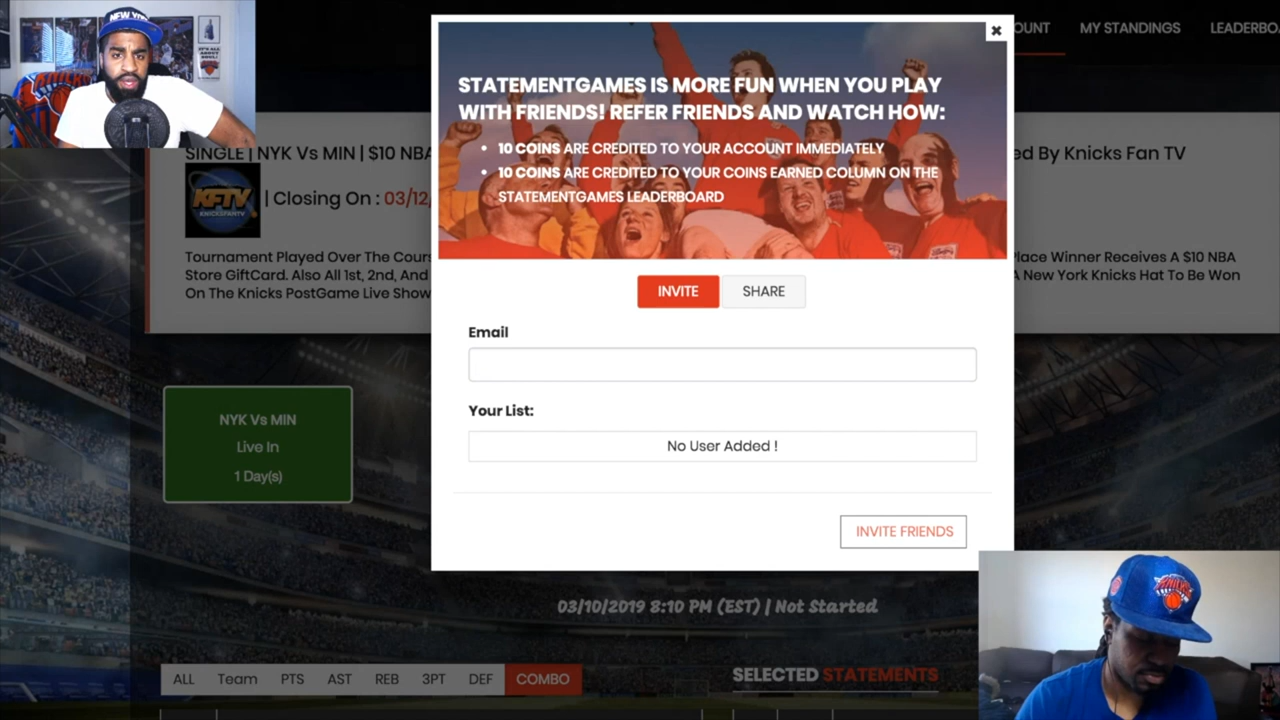 NEW YORK
OUNT
MY STANDINGS
LEADERBO
STATEMENTGAMES IS MORE FUN WHEN YOU PLAY
WITH FRIENDS! REFER FRIENDS AND WATCH HOW:
• 10 COINS ARE CREDITED TO YOUR ACCOUNT IMMEDIATELY
• 10 COINS ARE CREDITED TO YOUR COINS EARNED COLUMN ON THE
STATEMENTGAMES LEADERBOARD
SINGLE | NYK Vs MIN | $10 NBA
ed By Knicks Fan TV
KFTV
KNICKSFANTV
| Closing On : 03/12/
Tournament Played Over The Cour
Place Winner Receives A $10 NBA
Store GiftCard. Also All 1st, 2nd, And
A New York Knicks Hat To Be Won
On The Knicks PostGame Live Show
INVITE
SHARE
Email
Your List:
No User Added !
INVITE FRIENDS
NYK Vs MIN
Live In
1 Day(s)
03/10/2019 8:10 PM (EST) | Not Started
ALL
Team
PTS
AST
REB
3PT
DEF
COMBO
SELECTED STATEMENTS
KNICKS